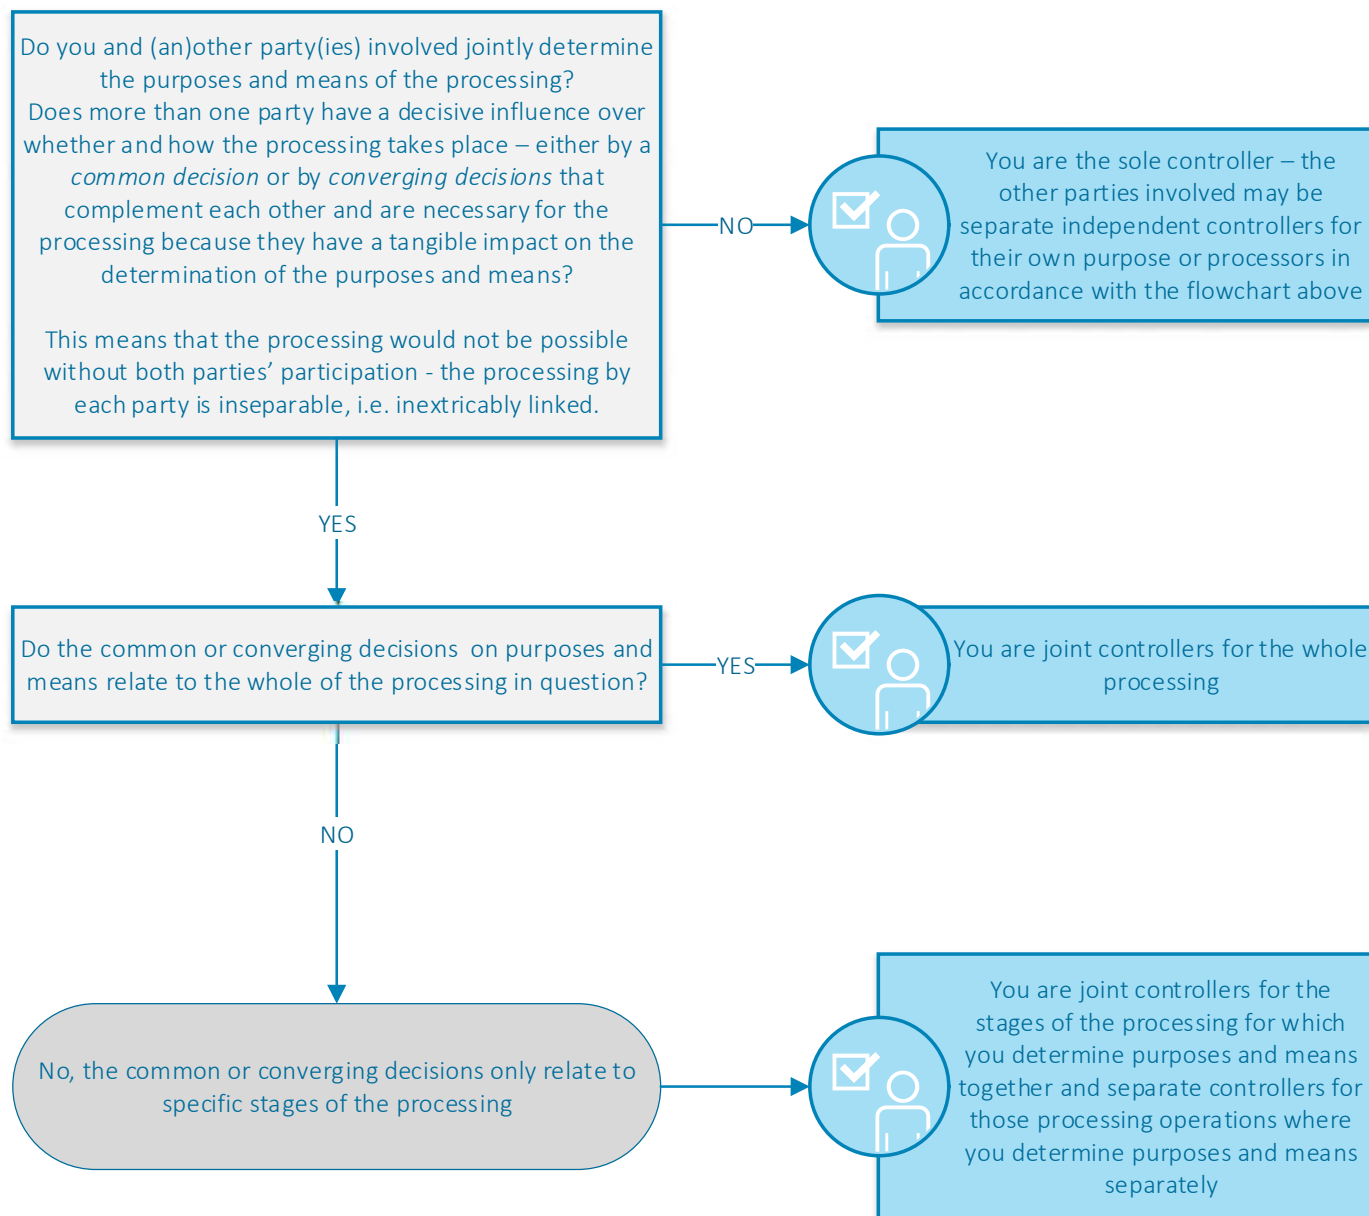 Do you and (an)other party(ies) involved jointly determine
the purposes and means of the processing?
Does more than one party have a decisive influence over
whether and how the processing takes place – either by a
common decision or by converging decisions that
complement each other and are necessary for the
processing because they have a tangible impact on the
determination of the purposes and means?
This means that the processing would not be possible
without both parties’ participation - the processing by
each party is inseparable, i.e. inextricably linked.
NO
You are the sole controller – the
other parties involved may be
separate independent controllers for
their own purpose or processors in
accordance with the flowchart above
YES
Do the common or converging decisions on purposes and
means relate to the whole of the processing in question?
YES
You are joint controllers for the whole
processing
NO
No, the common or converging decisions only relate to
specific stages of the processing
You are joint controllers for the
stages of the processing for which
you determine purposes and means
together and separate controllers for
those processing operations where
you determine purposes and means
separately